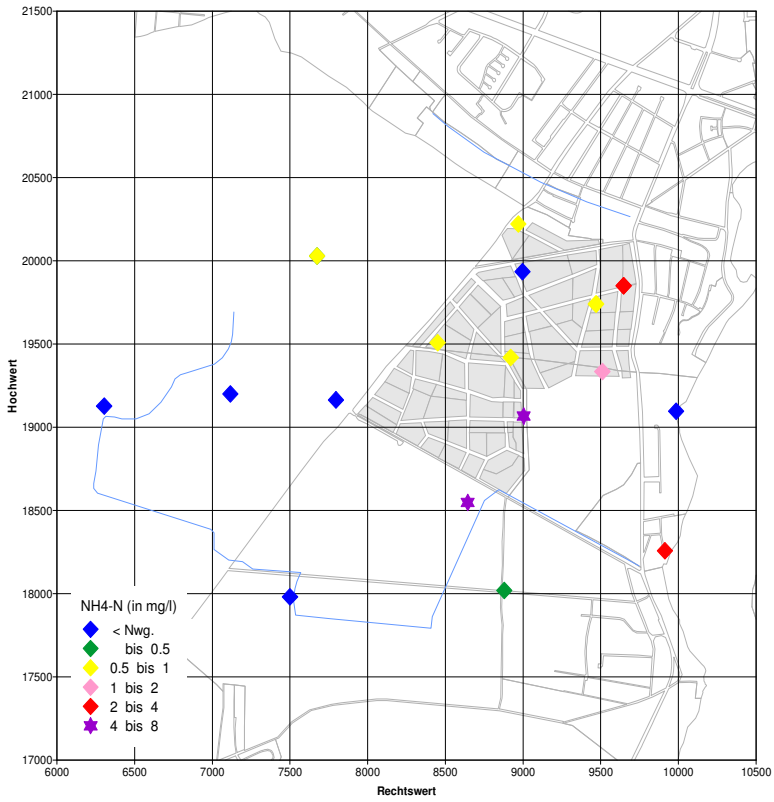 21500
21000
20500
20000
19500
19000
18500
18000
17500
17000
Hochwert
NH4-N (in mg/l)
< Nwg.
bis 0.5
0.5 bis 1
1 bis 2
2 bis 4
4 bis 8
6000 6500 7000 7500 8000 8500 9000 9500 10000 10500
Rechtswert